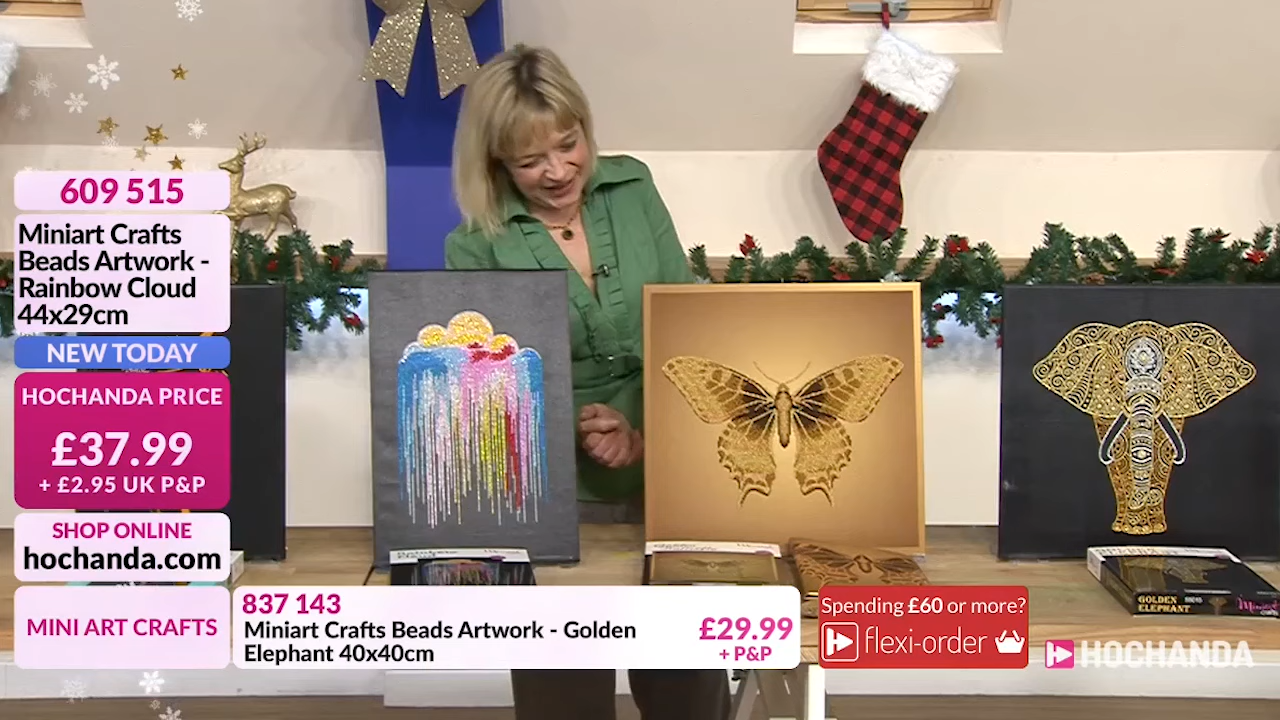 609 515
Miniart Crafts
Beads Artwork -
Rainbow Cloud
44x29cm
NEW TODAY
HOCHANDA PRICE
£37.99
+ £2.95 UK P&P
SHOP ONLINE
hochanda.com
MINI ART CRAFTS
837 143
Miniart Crafts Beads Artwork - Golden
Elephant 40x40cm
£29.99
+ P&P
Spending £60 or more?
flexi-order
HOCHANDA
GOLDEN
ELEPHANT